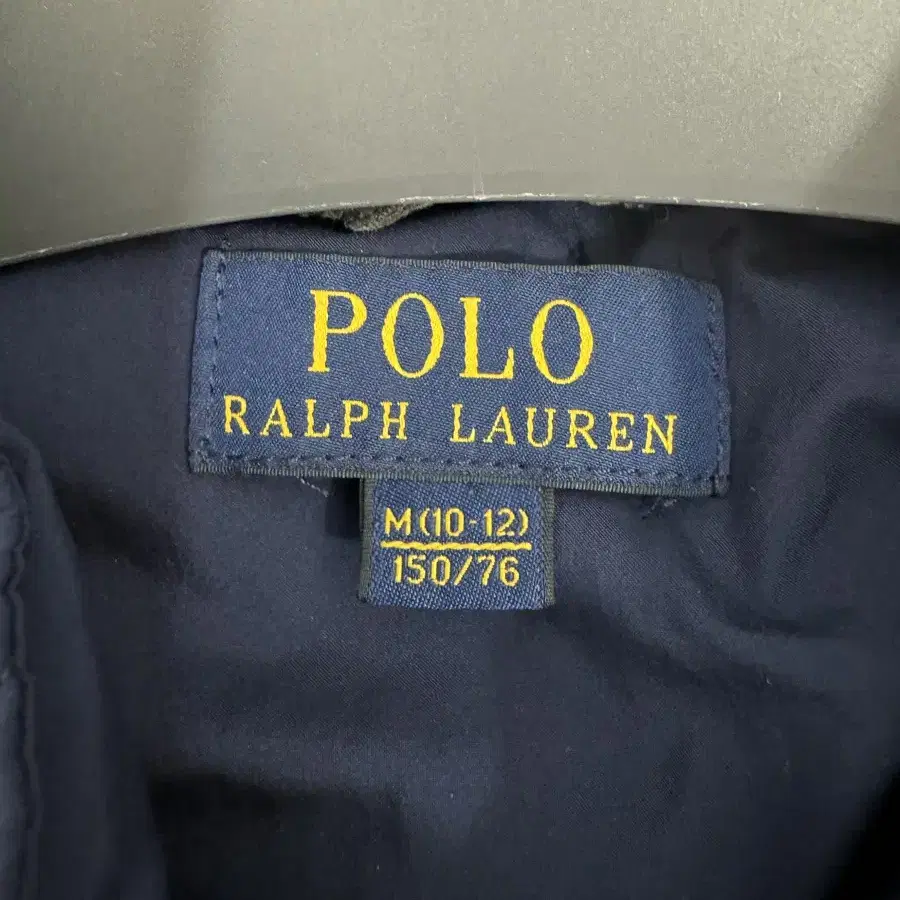 POLO
RALPH LAUREN
M(10-12)
150/76